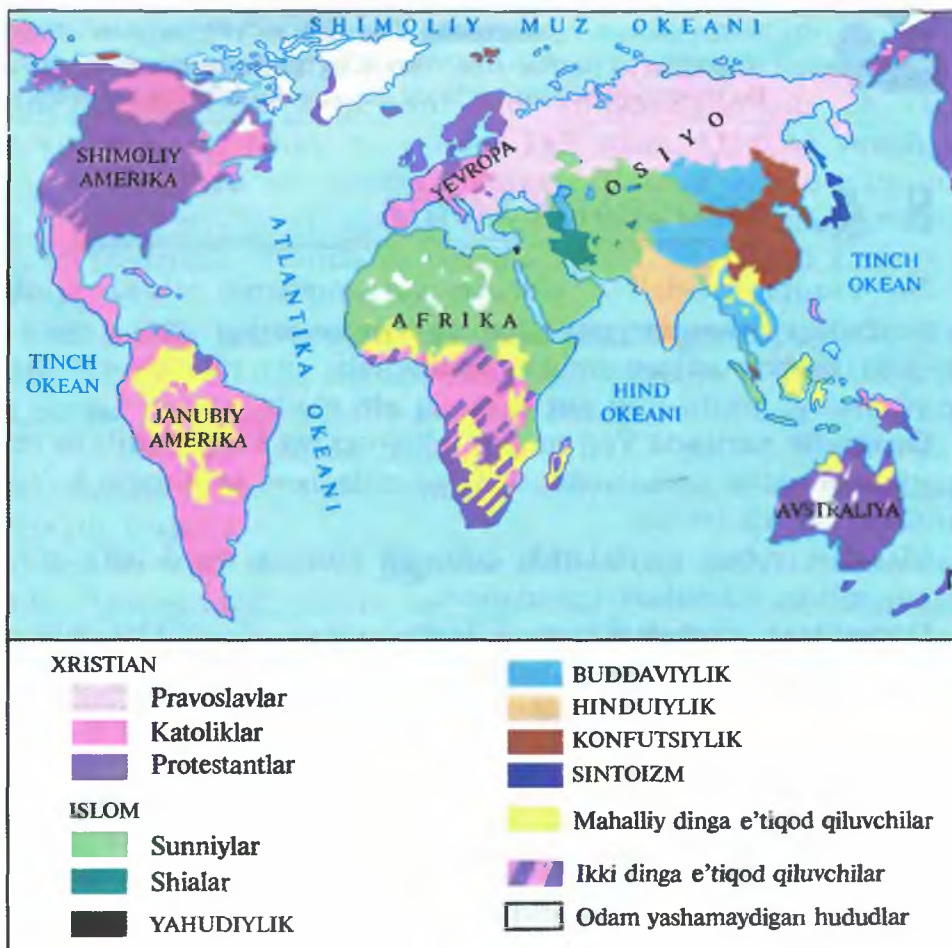 SHIMOLIY MUZ OKEANI
SHIMOLIY
AMERIKA
YEVROPA
OSIYO
ATLANTIKA OKEANI
AFRIKA
TINCH
OKEAN
TINCH
OKEAN
HIND
OKEANI
JANUBIY
AMERIKA
AVSTRALIYA
XRISTIAN
Pravoslavlar
Katoliklar
Protestantlar
ISLOM
Sunniylar
Shialar
YAHUDIYLIK
BUDDAVIYLIK
HINDUIYLIK
KONFUTSIYLIK
SINTOIZM
Mahalliy dinga e'tiqod qiluvchilar
Ikki dinga e'tiqod qiluvchilar
Odam yashamaydigan hududlar